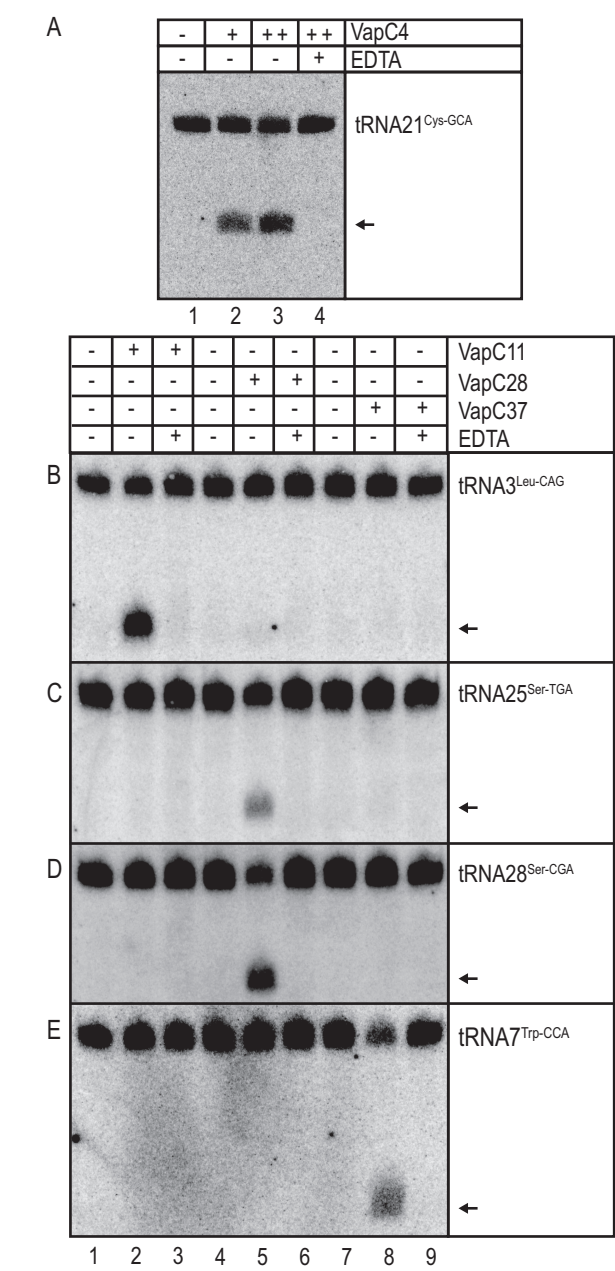 A
- + ++ ++ VapC4
- - - + EDTA
tRNA21Cys-GCA
←
1 2 3 4
- + + - - - - - - VapC11
- - - - + + - - - VapC28
- - - - - - - + + VapC37
- - + - - + - - + EDTA
B tRNA3Leu-CAG
←
C tRNA25Ser-TGA
←
D tRNA28Ser-CGA
←
E tRNA7Trp-CCA
←
1 2 3 4 5 6 7 8 9